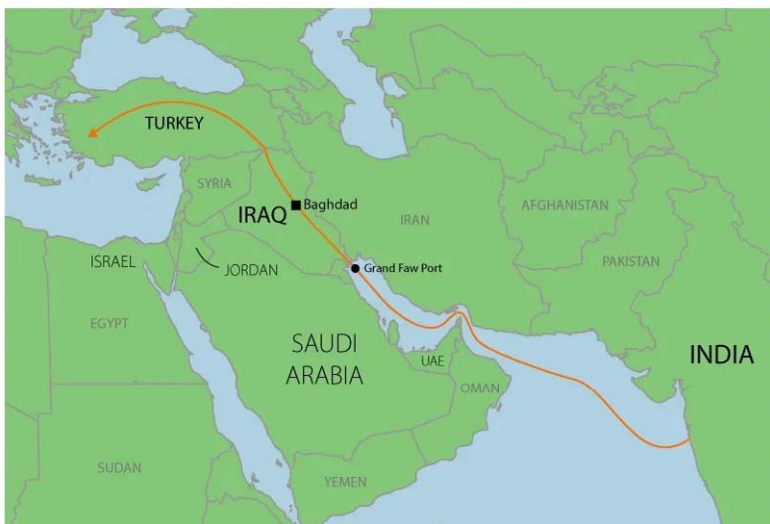 TURKEY
SYRIA
Baghdad
IRAQ
IRAN
AFGHANISTAN
ISRAEL
JORDAN
Grand Faw Port
PAKISTAN
EGYPT
SAUDI
ARABIA
UAE
INDIA
OMAN
SUDAN
YEMEN